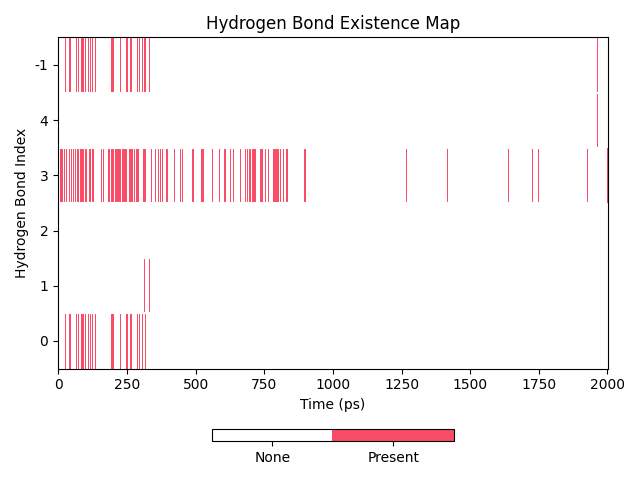 Hydrogen Bond Existence Map
Hydrogen Bond Index
-1
4
3
2
1
0
0 250 500 750 1000 1250 1500 1750 2000
Time (ps)
None Present